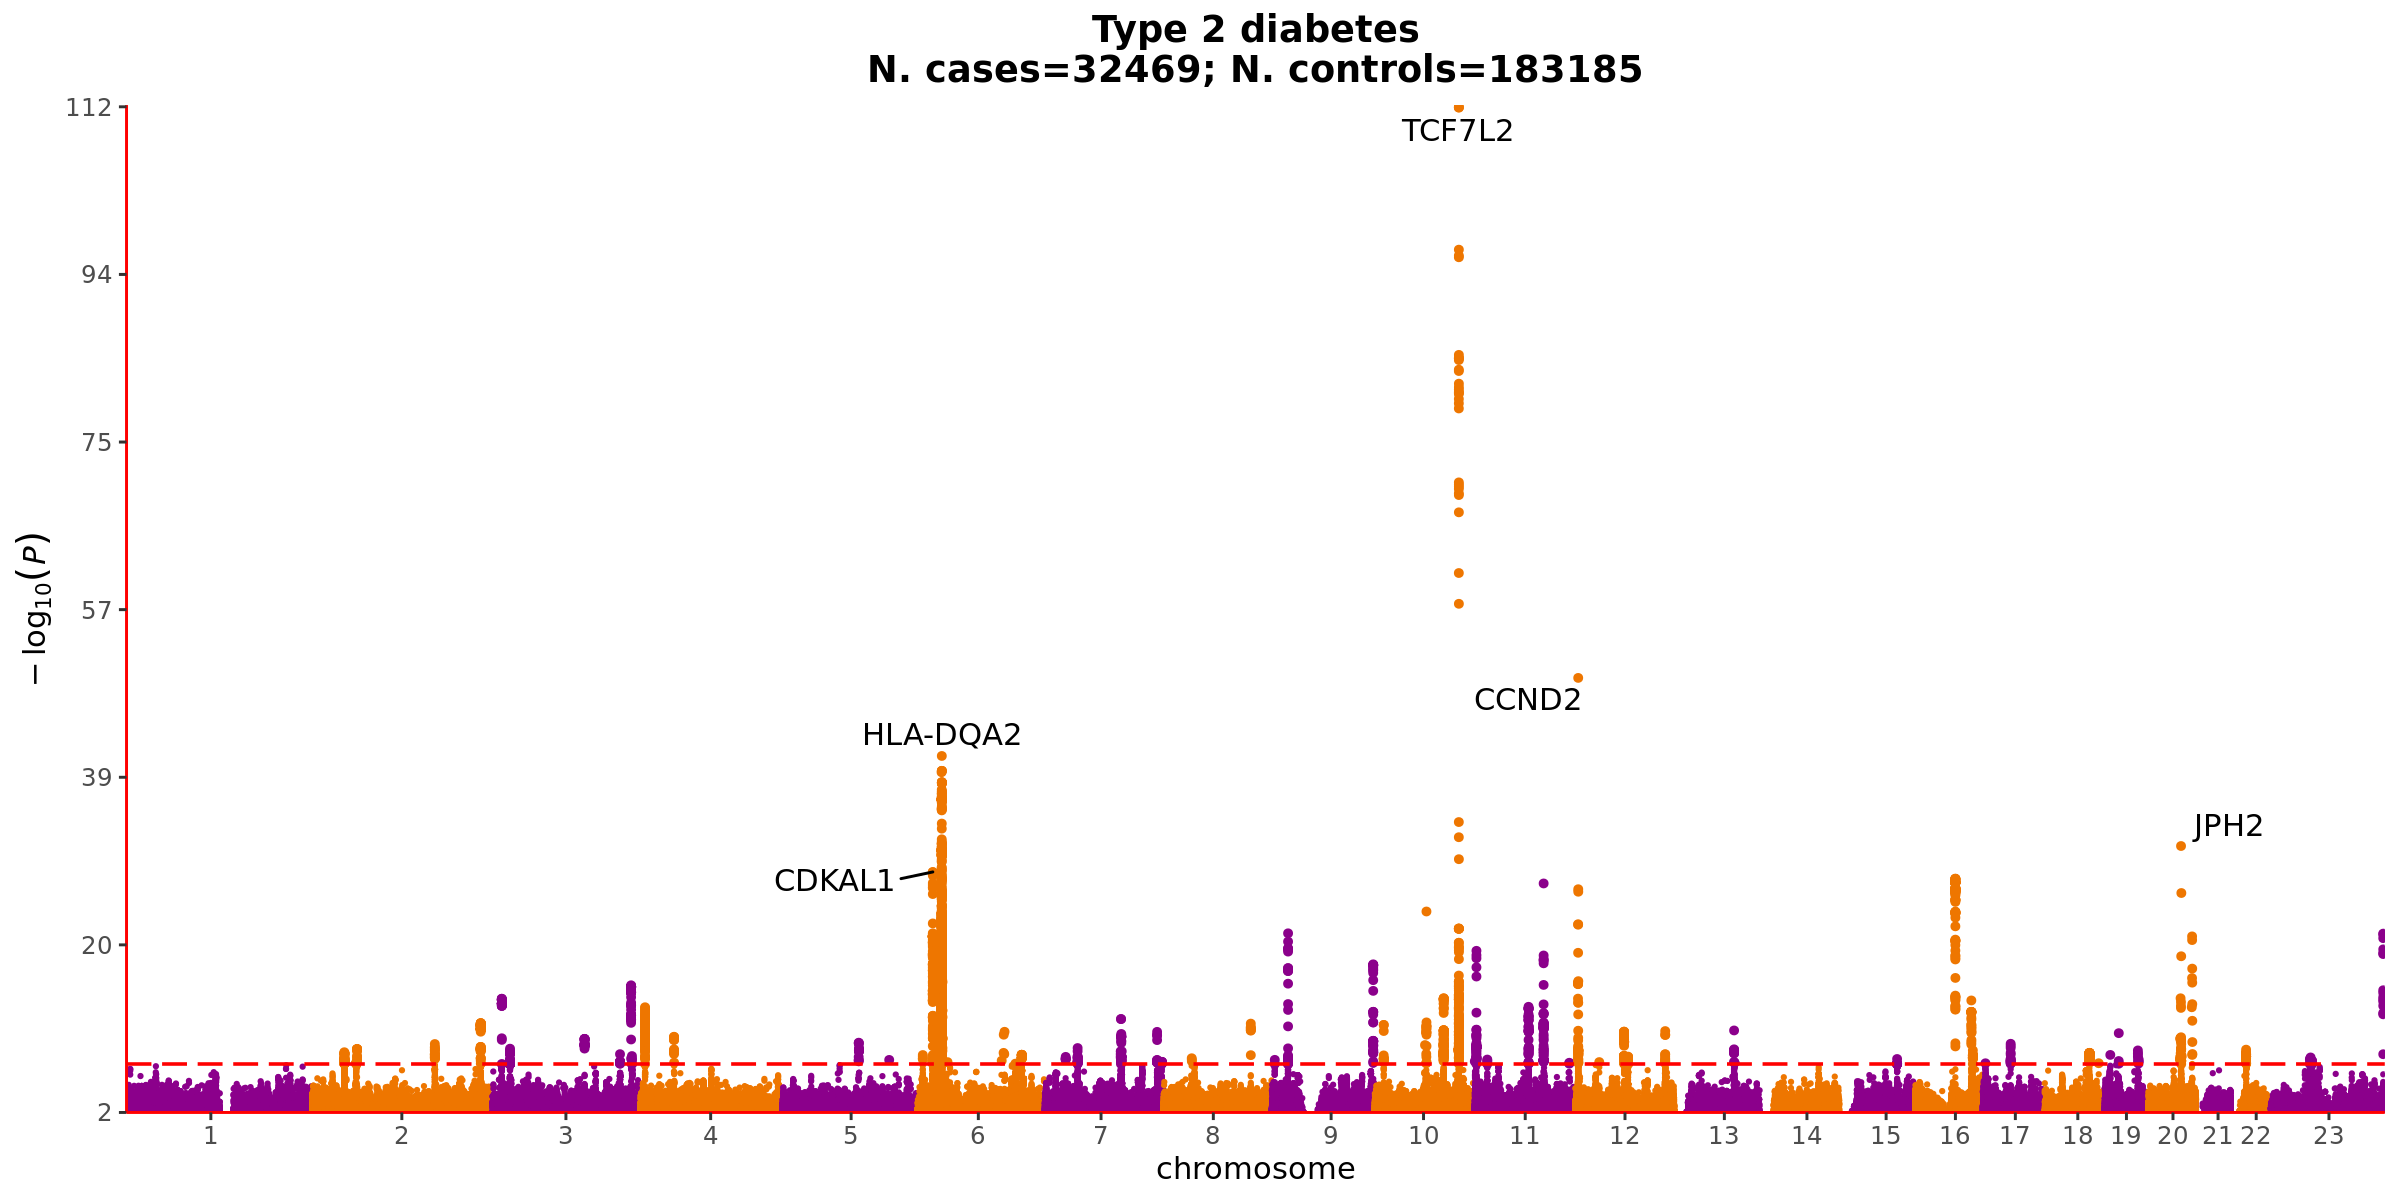 Type 2 diabetes
N. cases=32469; N. controls=183185
112
TCF7L2
94
75
57
− log10(P)
CCND2
HLA-DQA2
39
JPH2
CDKAL1
20
2
1 2 3 4 5 6 7 8 9 10 11 12 13 14 15 16 17 18 19 20 21 22 23
chromosome